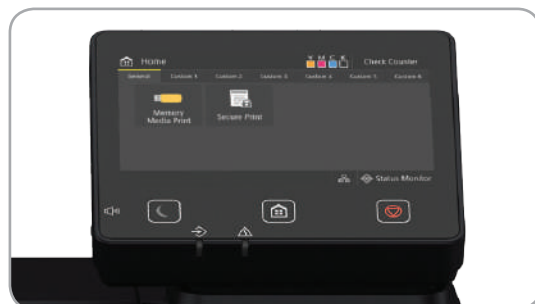 Home
Y M C K
Check Counter
General Custom 1 Custom 2 Custom 3 Custom 4 Custom 5 Custom 6
Memory
Media Print
Secure Print
Status Monitor